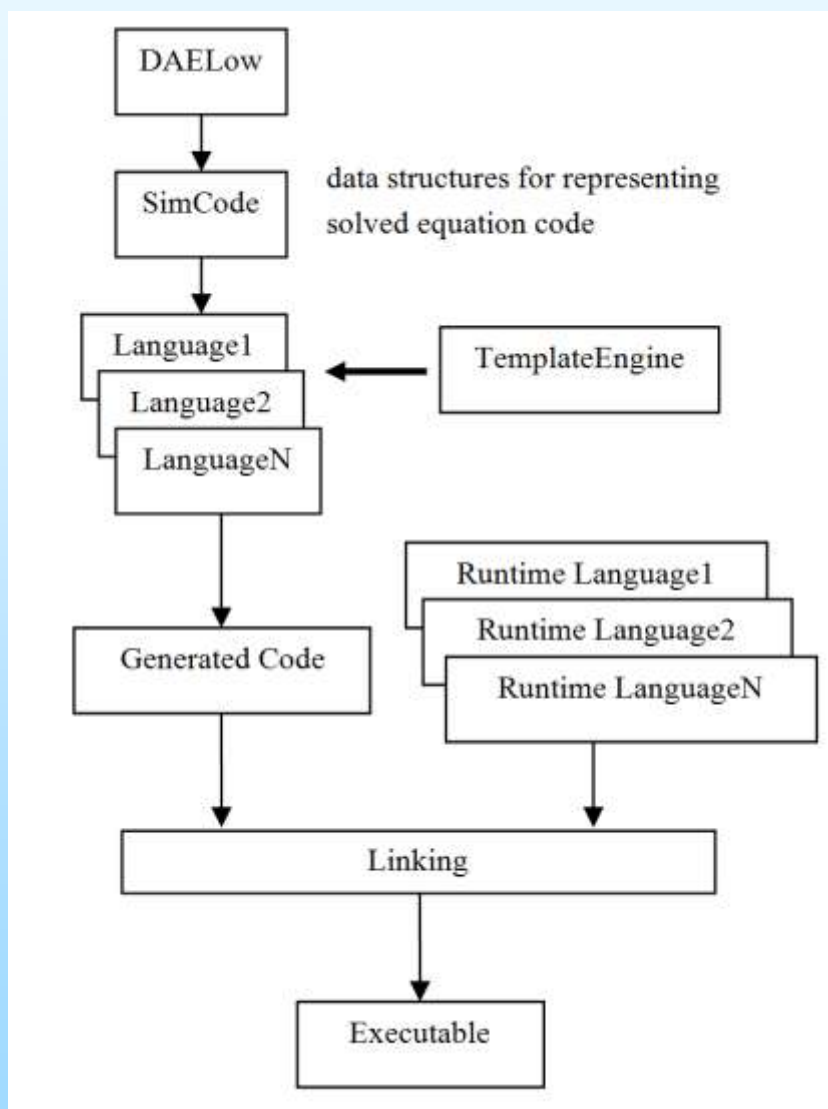 DAELow
SimCode
data structures for representing
solved equation code
Language1
Language2
LanguageN
TemplateEngine
Runtime Language1
Runtime Language2
Runtime LanguageN
Generated Code
Linking
Executable